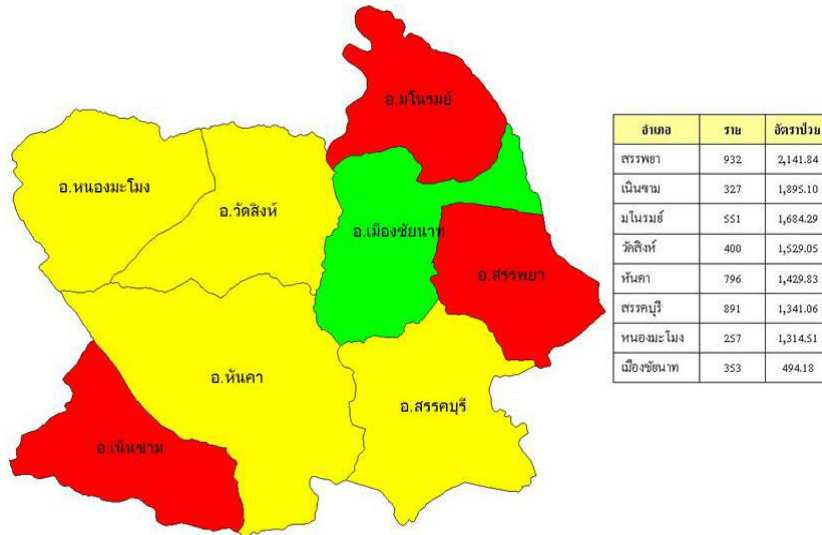 อ.มโนรมย์
อ.หนองมะโมง
อ.วัดสิงห์
อ.เมืองชัยนาท
อ.สรรพยา
อ.หันคา
อ.สรรคบุรี
อ.เนินขาม
อำเภอ ราย อัตราป่วย
สรรพยา 932 2,141.84
เนินขาม 327 1,895.10
มโนรมย์ 551 1,684.29
วัดสิงห์ 400 1,529.05
หันคา 796 1,429.83
สรรคบุรี 891 1,341.06
หนองมะโมง 257 1,314.51
เมืองชัยนาท 353 494.18